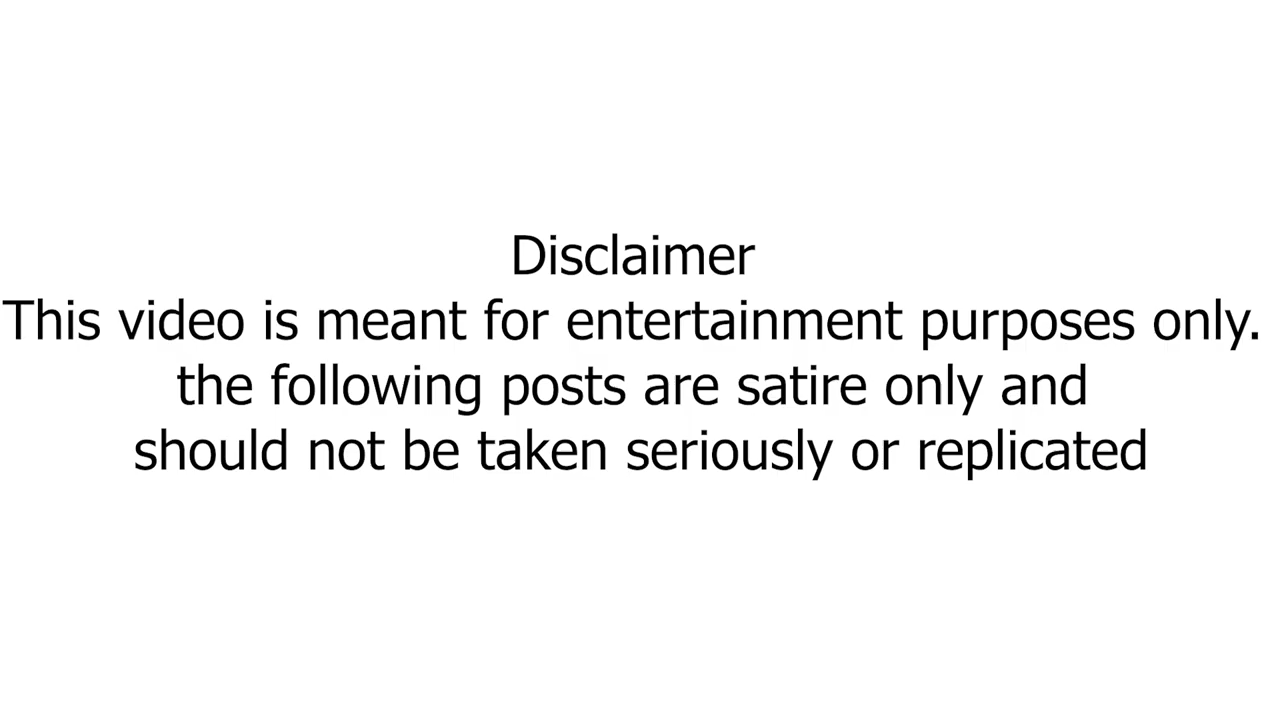 Disclaimer
This video is meant for entertainment purposes only.
the following posts are satire only and
should not be taken seriously or replicated